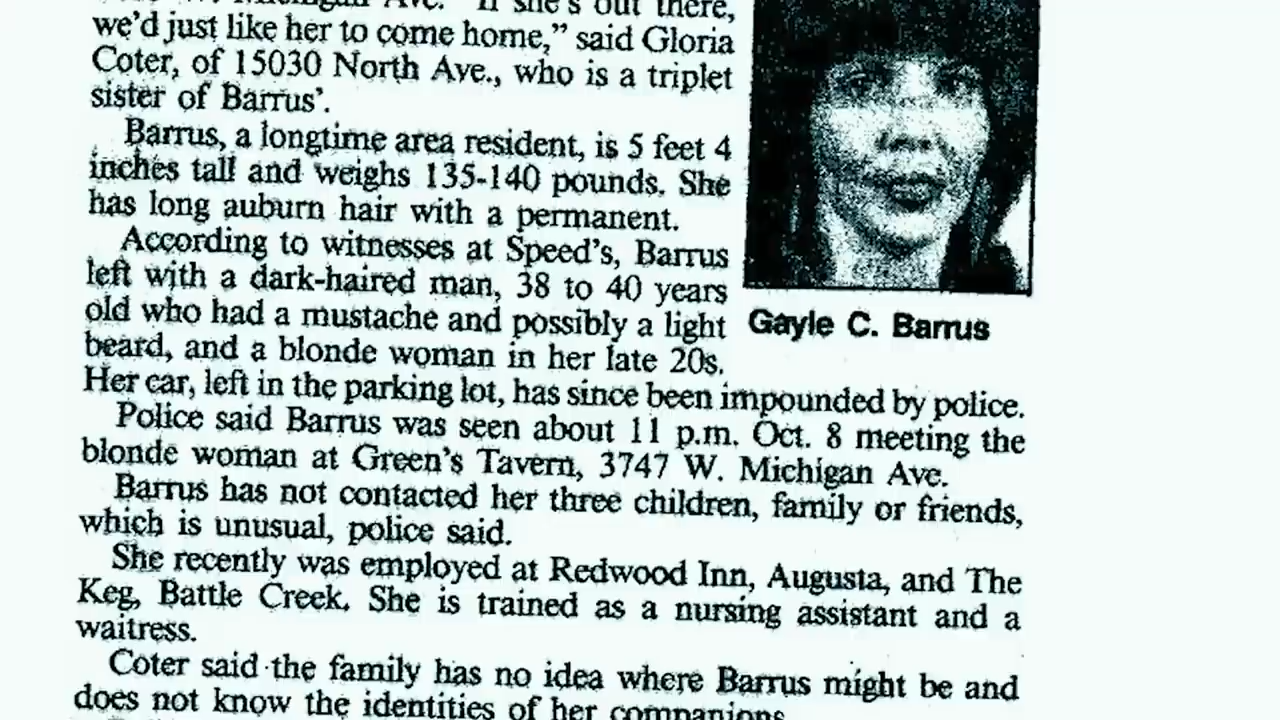 Michigan Ave. "If she's out there,
we'd just like her to come home," said Gloria
Coter, of 15030 North Ave., who is a triplet
sister of Barrus'.
Barrus, a longtime area resident, is 5 feet 4
inches tall and weighs 135-140 pounds. She
has long auburn hair with a permanent.
According to witnesses at Speed's, Barrus
left with a dark-haired man, 38 to 40 years
old who had a mustache and possibly a light
beard, and a blonde woman in her late 20s.
Her car, left in the parking lot, has since been impounded by police.
Police said Barrus was seen about 11 p.m. Oct. 8 meeting the
blonde woman at Green's Tavern, 3747 W. Michigan Ave.
Barrus has not contacted her three children, family or friends,
which is unusual, police said.
She recently was employed at Redwood Inn, Augusta, and The
Keg, Battle Creek. She is trained as a nursing assistant and a
waitress.
Coter said the family has no idea where Barrus might be and
does not know the identities of her companions.
Gayle C. Barrus